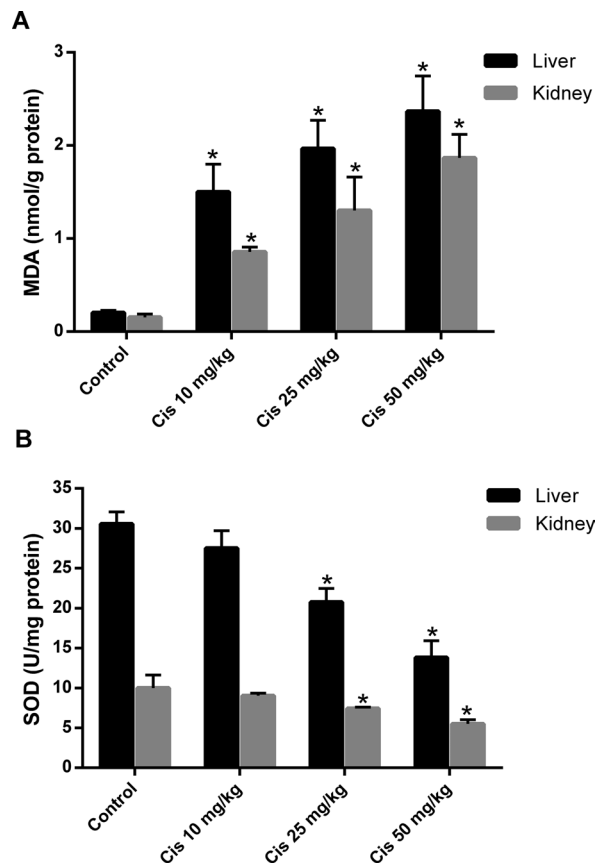 A
3
2
1
0
MDA (nmol/g protein)
*
*
*
*
*
*
Liver
Kidney
Control
Cis 10 mg/kg
Cis 25 mg/kg
Cis 50 mg/kg
B
35
30
25
20
15
10
5
0
SOD (U/mg protein)
*
*
*
*
Liver
Kidney
Control
Cis 10 mg/kg
Cis 25 mg/kg
Cis 50 mg/kg